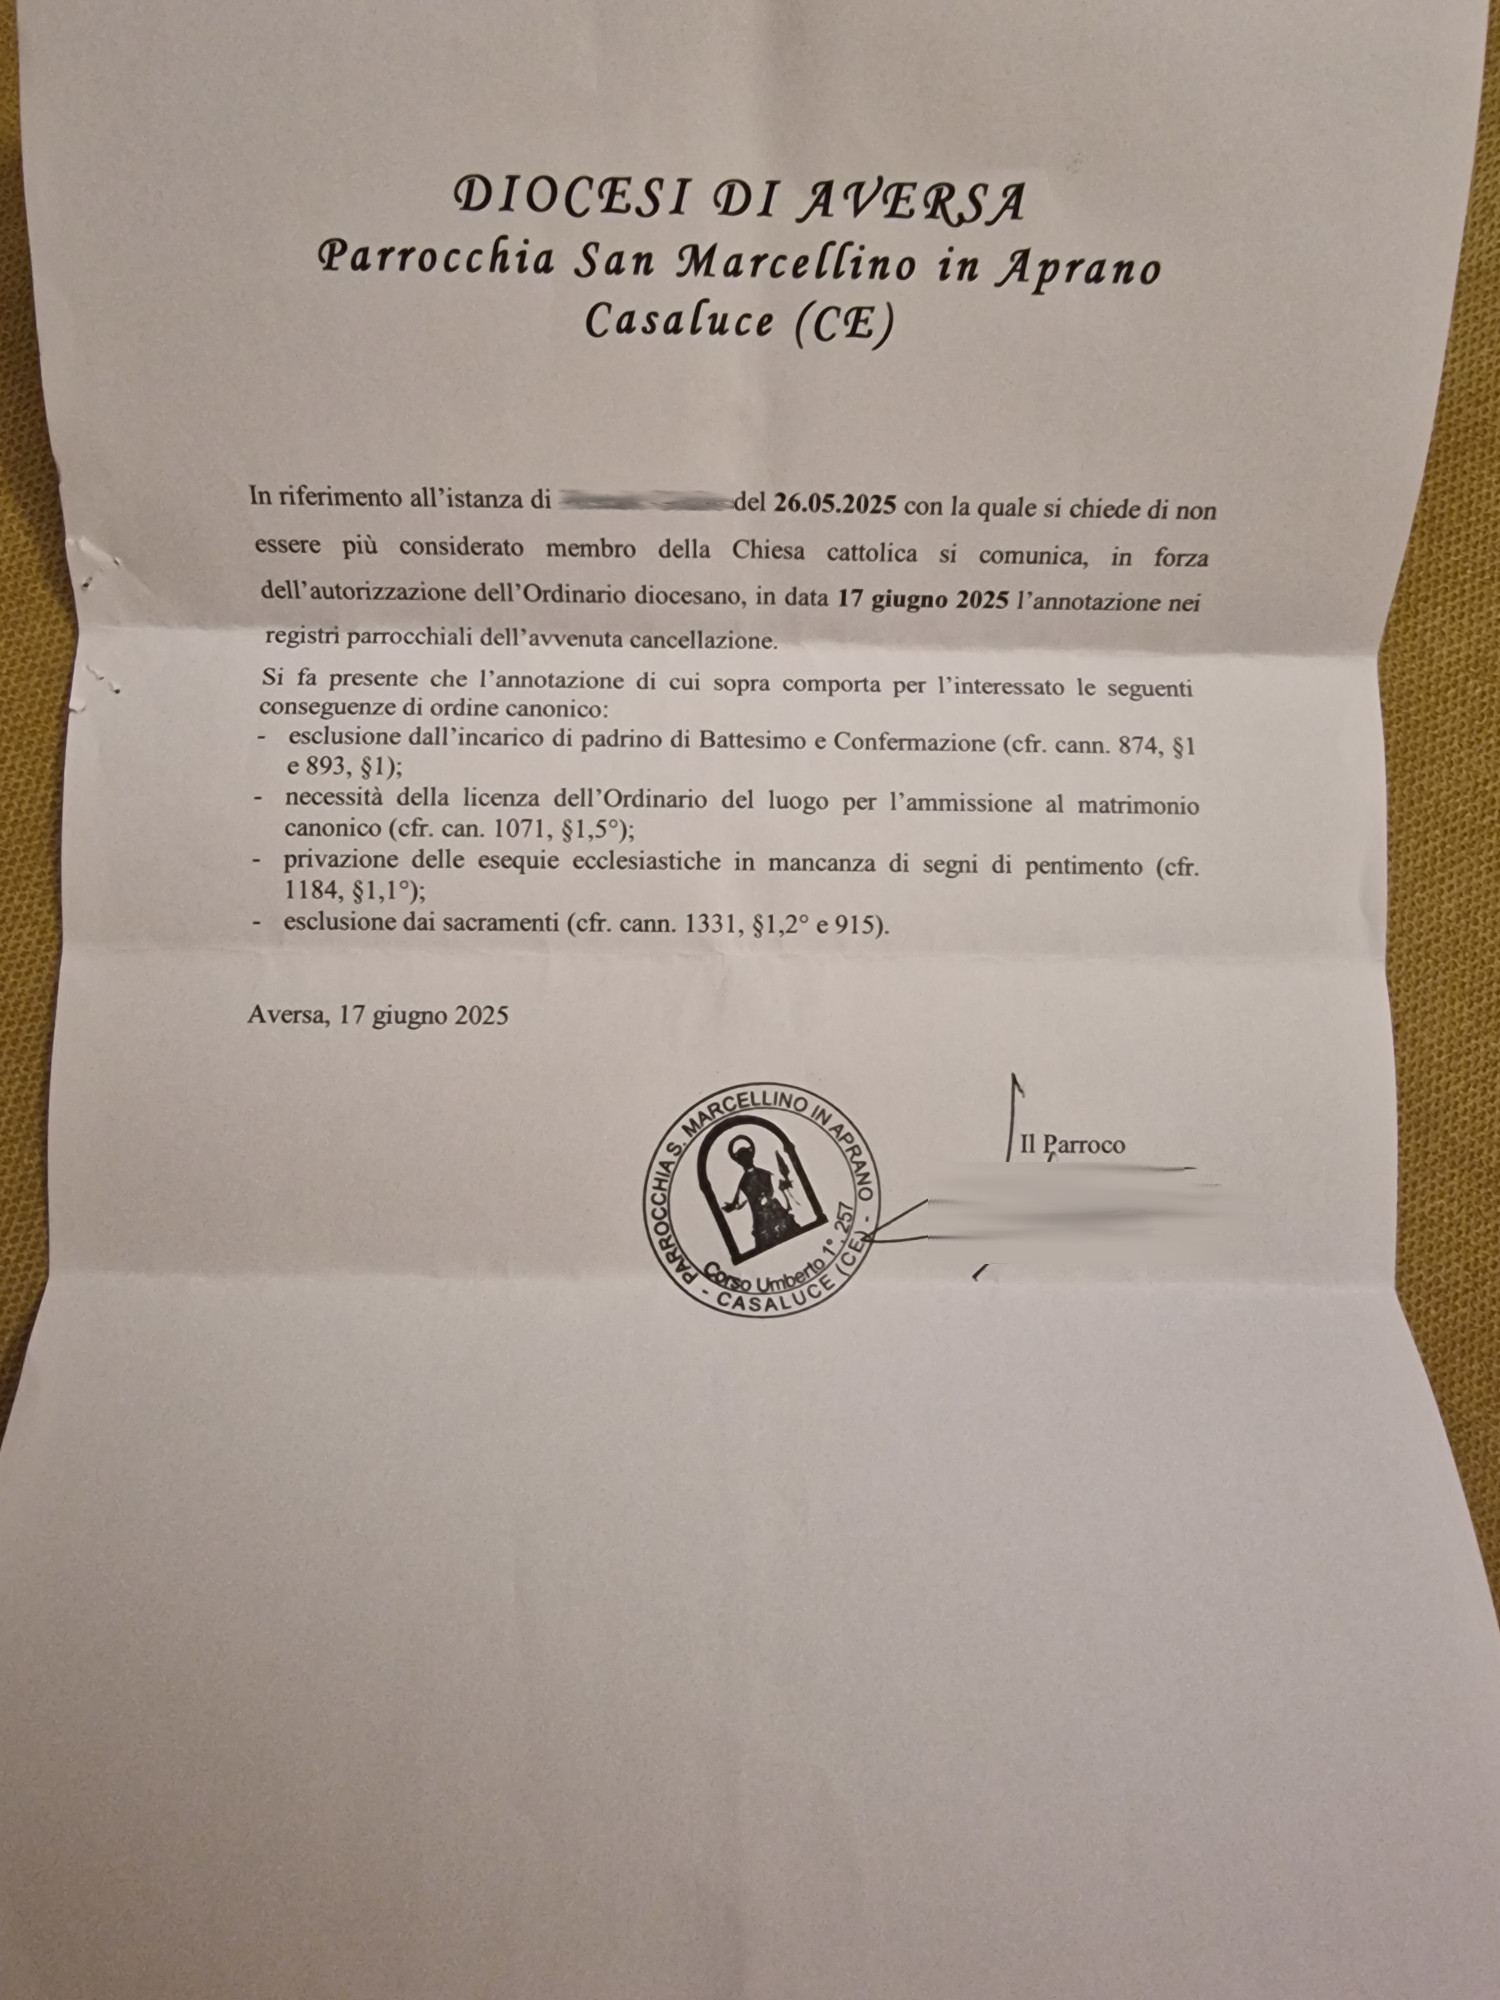 DIOCESI DI AVERSA
Parrocchia San Marcellino in Aprano
Casaluce (CE)
In riferimento all'istanza di del 26.05.2025 con la quale si chiede di non
essere più considerato membro della Chiesa cattolica si comunica, in forza
dell'autorizzazione dell'Ordinario diocesano, in data 17 giugno 2025 l'annotazione nei
registri parrocchiali dell'avvenuta cancellazione.
Si fa presente che l'annotazione di cui sopra comporta per l'interessato le seguenti
conseguenze di ordine canonico:
- esclusione dall'incarico di padrino di Battesimo e Confermazione (cfr. cann. 874, §1
e 893, §1);
- necessità della licenza dell'Ordinario del luogo per l'ammissione al matrimonio
canonico (cfr. can. 1071, §1,5°);
- privazione delle esequie ecclesiastiche in mancanza di segni di pentimento (cfr.
1184, §1,1°);
- esclusione dai sacramenti (cfr. cann. 1331, §1,2° e 915).
Aversa, 17 giugno 2025
Il Parroco
PARROCCHIA S. MARCELLINO IN APRANO
Corso Umberto 1°, 257
- CASALUCE (CE) -